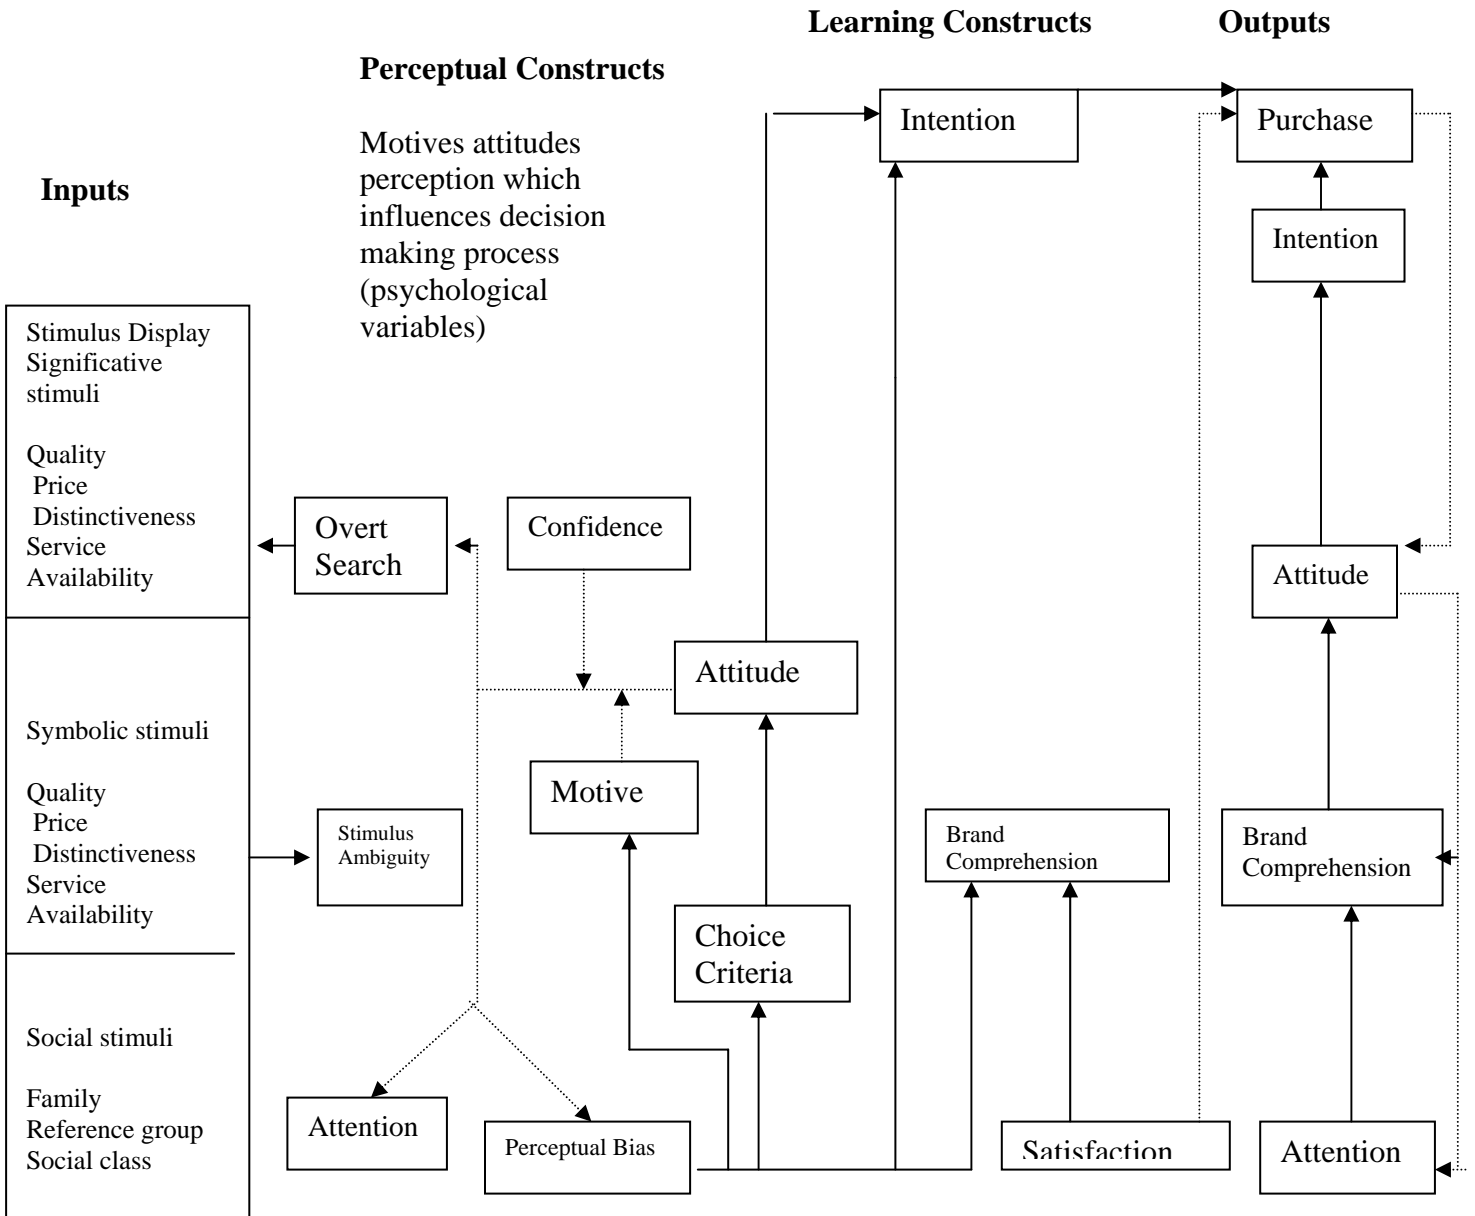 Learning Constructs
Outputs
Perceptual Constructs
Motives attitudes
perception which
influences decision
making process
(psychological
variables)
Inputs
Stimulus Display
Significative
stimuli
Quality
Price
Distinctiveness
Service
Availability
Symbolic stimuli
Quality
Price
Distinctiveness
Service
Availability
Social stimuli
Family
Reference group
Social class
Overt
Search
Confidence
Attitude
Motive
Stimulus
Ambiguity
Choice
Criteria
Attention
Perceptual Bias
Intention
Brand
Comprehension
Satisfaction
Purchase
Intention
Attitude
Brand
Comprehension
Attention